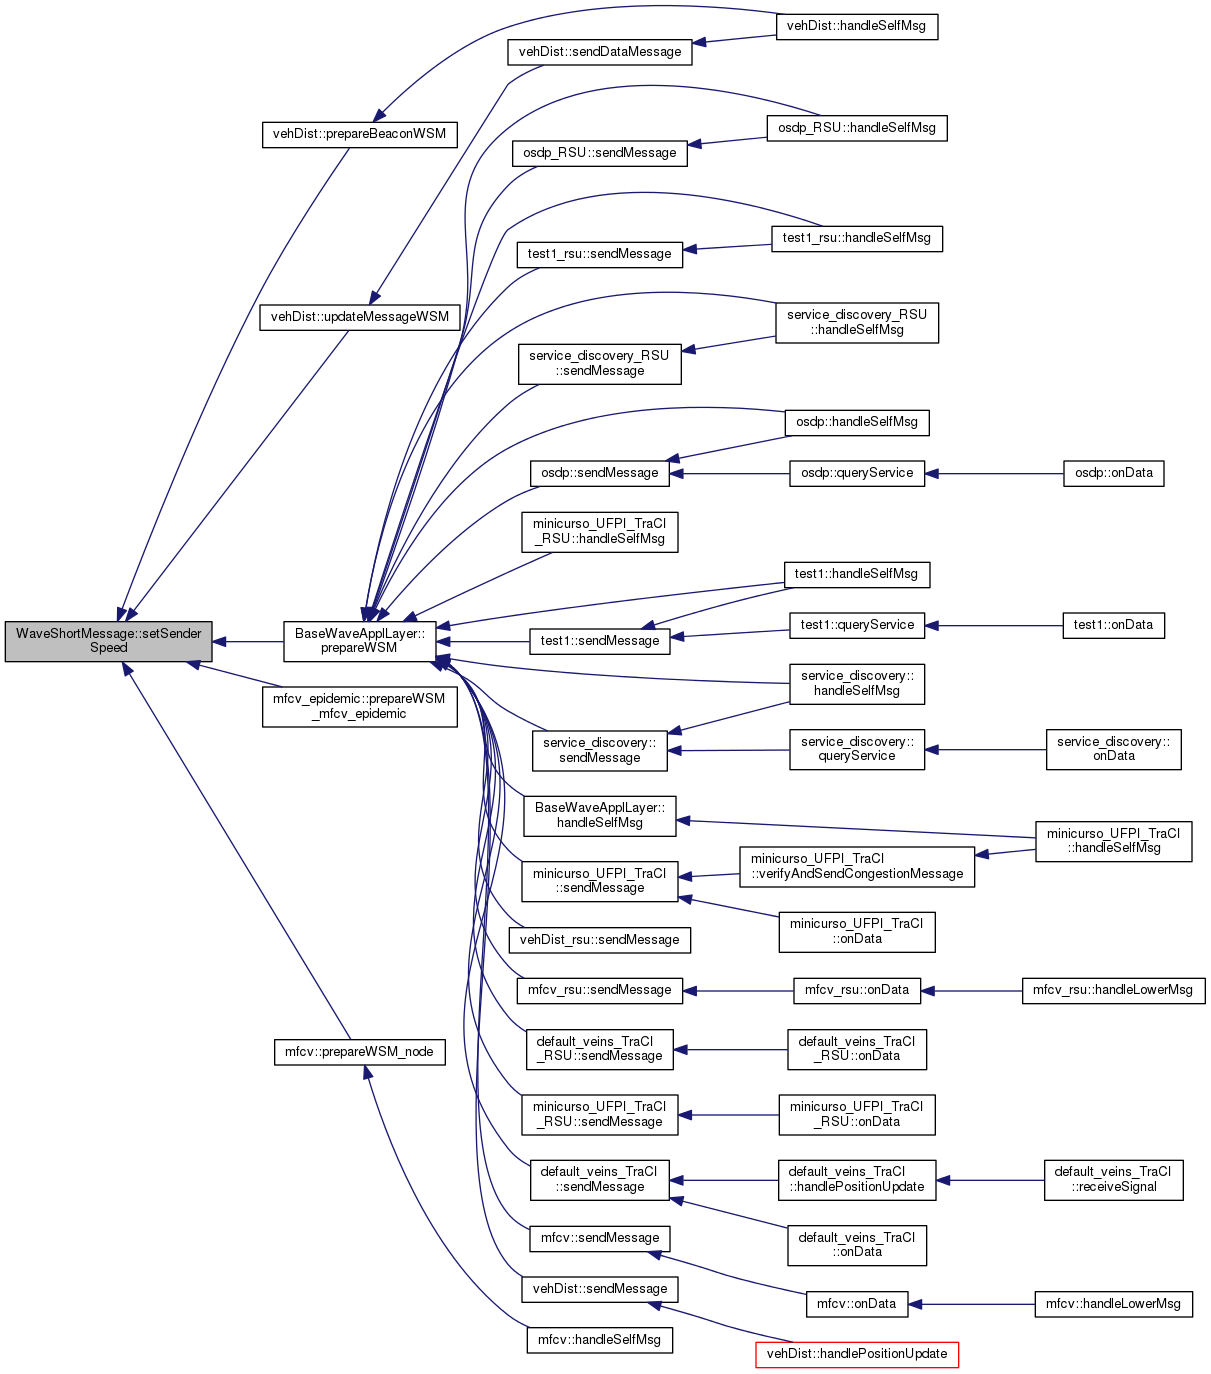 vehDist::handleSelfMsg
vehDist::sendDataMessage
vehDist::prepareBeaconWSM
osdp_RSU::handleSelfMsg
osdp_RSU::sendMessage
test1_rsu::handleSelfMsg
test1_rsu::sendMessage
vehDist::updateMessageWSM
service_discovery_RSU
::handleSelfMsg
service_discovery_RSU
::sendMessage
osdp::handleSelfMsg
osdp::sendMessage
osdp::queryService
osdp::onData
minicurso_UFPI_TraCI
_RSU::handleSelfMsg
test1::handleSelfMsg
WaveShortMessage::setSender
Speed
BaseWaveApplLayer::
prepareWSM
test1::sendMessage
test1::queryService
test1::onData
mfcv_epidemic::prepareWSM
_mfcv_epidemic
service_discovery::
handleSelfMsg
service_discovery::
sendMessage
service_discovery::
queryService
service_discovery::
onData
BaseWaveApplLayer::
handleSelfMsg
minicurso_UFPI_TraCI
::handleSelfMsg
minicurso_UFPI_TraCI
::sendMessage
minicurso_UFPI_TraCI
::verifyAndSendCongestionMessage
minicurso_UFPI_TraCI
::onData
vehDist_rsu::sendMessage
mfcv_rsu::sendMessage
mfcv_rsu::onData
mfcv_rsu::handleLowerMsg
mfcv::prepareWSM_node
default_veins_TraCI
_RSU::sendMessage
default_veins_TraCI
_RSU::onData
minicurso_UFPI_TraCI
_RSU::sendMessage
minicurso_UFPI_TraCI
_RSU::onData
default_veins_TraCI
::sendMessage
default_veins_TraCI
::handlePositionUpdate
default_veins_TraCI
::receiveSignal
default_veins_TraCI
::onData
mfcv::sendMessage
vehDist::sendMessage
mfcv::onData
mfcv::handleLowerMsg
mfcv::handleSelfMsg
vehDist::handlePositionUpdate